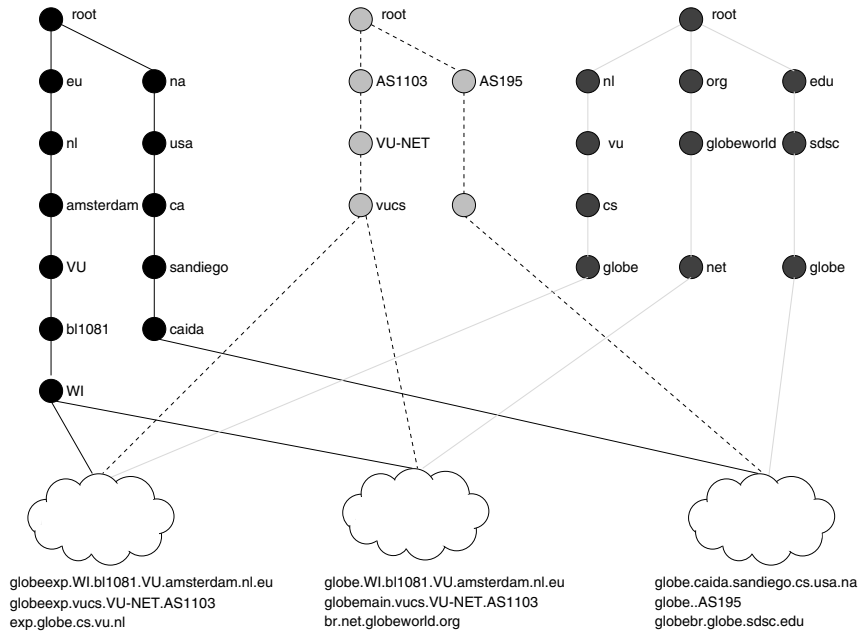 root root root
eu na AS1103 AS195 nl org edu
nl usa VU-NET vu globeworld sdsc
amsterdam ca vucs cs
VU sandiego globe net globe
bl1081 caida
WI
globeexp.WI.bl1081.VU.amsterdam.nl.eu globe.WI.bl1081.VU.amsterdam.nl.eu globe.caida.sandiego.cs.usa.na
globeexp.vucs.VU-NET.AS1103 globemain.vucs.VU-NET.AS1103 globe..AS195
exp.globe.cs.vu.nl br.net.globeworld.org globebr.globe.sdsc.edu